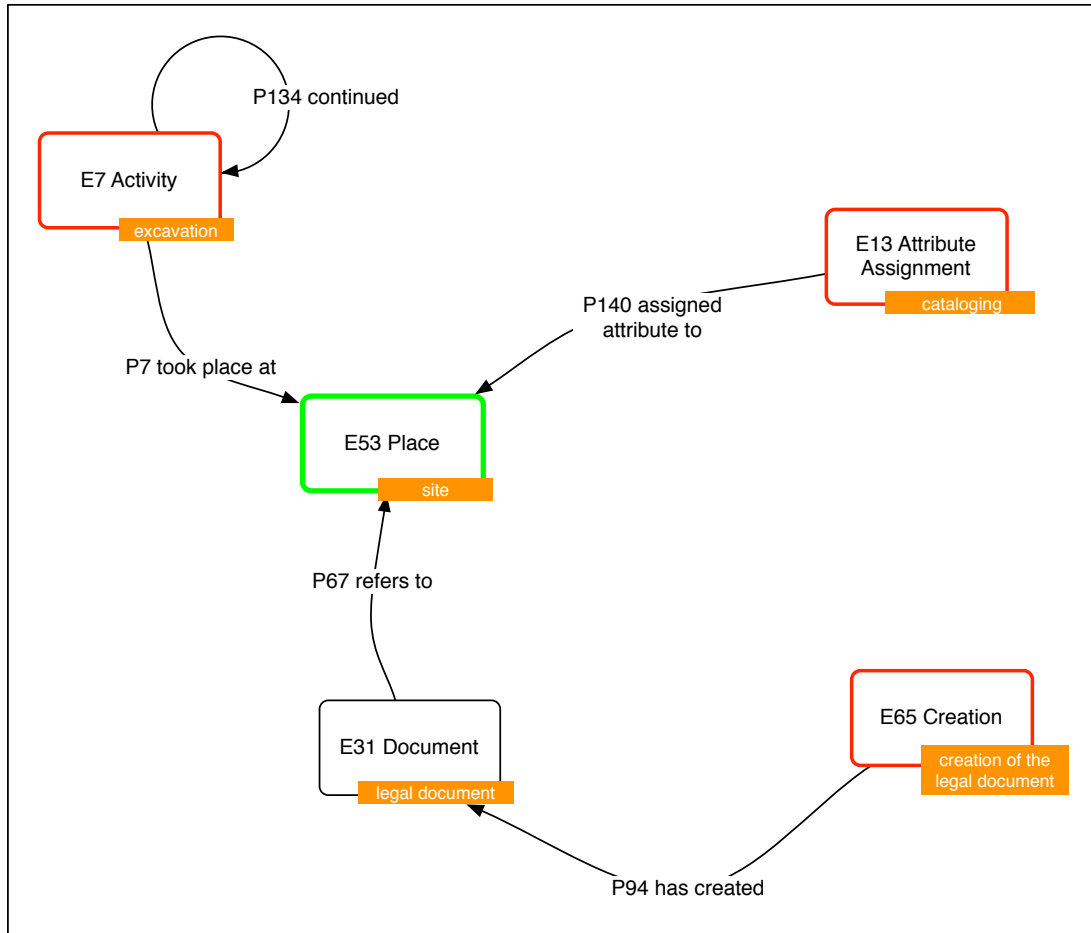 P134 continued
E7 Activity
excavation
E13 Attribute
Assignment
cataloging
P140 assigned
attribute to
P7 took place at
E53 Place
site
P67 refers to
E31 Document
legal document
E65 Creation
creation of the
legal document
P94 has created